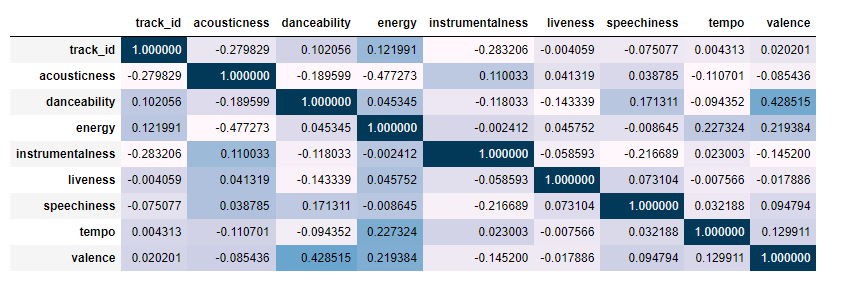 track_id acousticness danceability energy instrumentalness liveness speechiness tempo valence
track_id 1.000000 -0.279829 0.102056 0.121991 -0.283206 -0.004059 -0.075077 0.004313 0.020201
acousticness -0.279829 1.000000 -0.189599 -0.477273 0.110033 0.041319 0.038785 -0.110701 -0.085436
danceability 0.102056 -0.189599 1.000000 0.045345 -0.118033 -0.143339 0.171311 -0.094352 0.428515
energy 0.121991 -0.477273 0.045345 1.000000 -0.002412 0.045752 -0.008645 0.227324 0.219384
instrumentalness -0.283206 0.110033 -0.118033 -0.002412 1.000000 -0.058593 -0.216689 0.023003 -0.145200
liveness -0.004059 0.041319 -0.143339 0.045752 -0.058593 1.000000 0.073104 -0.007566 -0.017886
speechiness -0.075077 0.038785 0.171311 -0.008645 -0.216689 0.073104 1.000000 0.032188 0.094794
tempo 0.004313 -0.110701 -0.094352 0.227324 0.023003 -0.007566 0.032188 1.000000 0.129911
valence 0.020201 -0.085436 0.428515 0.219384 -0.145200 -0.017886 0.094794 0.129911 1.000000